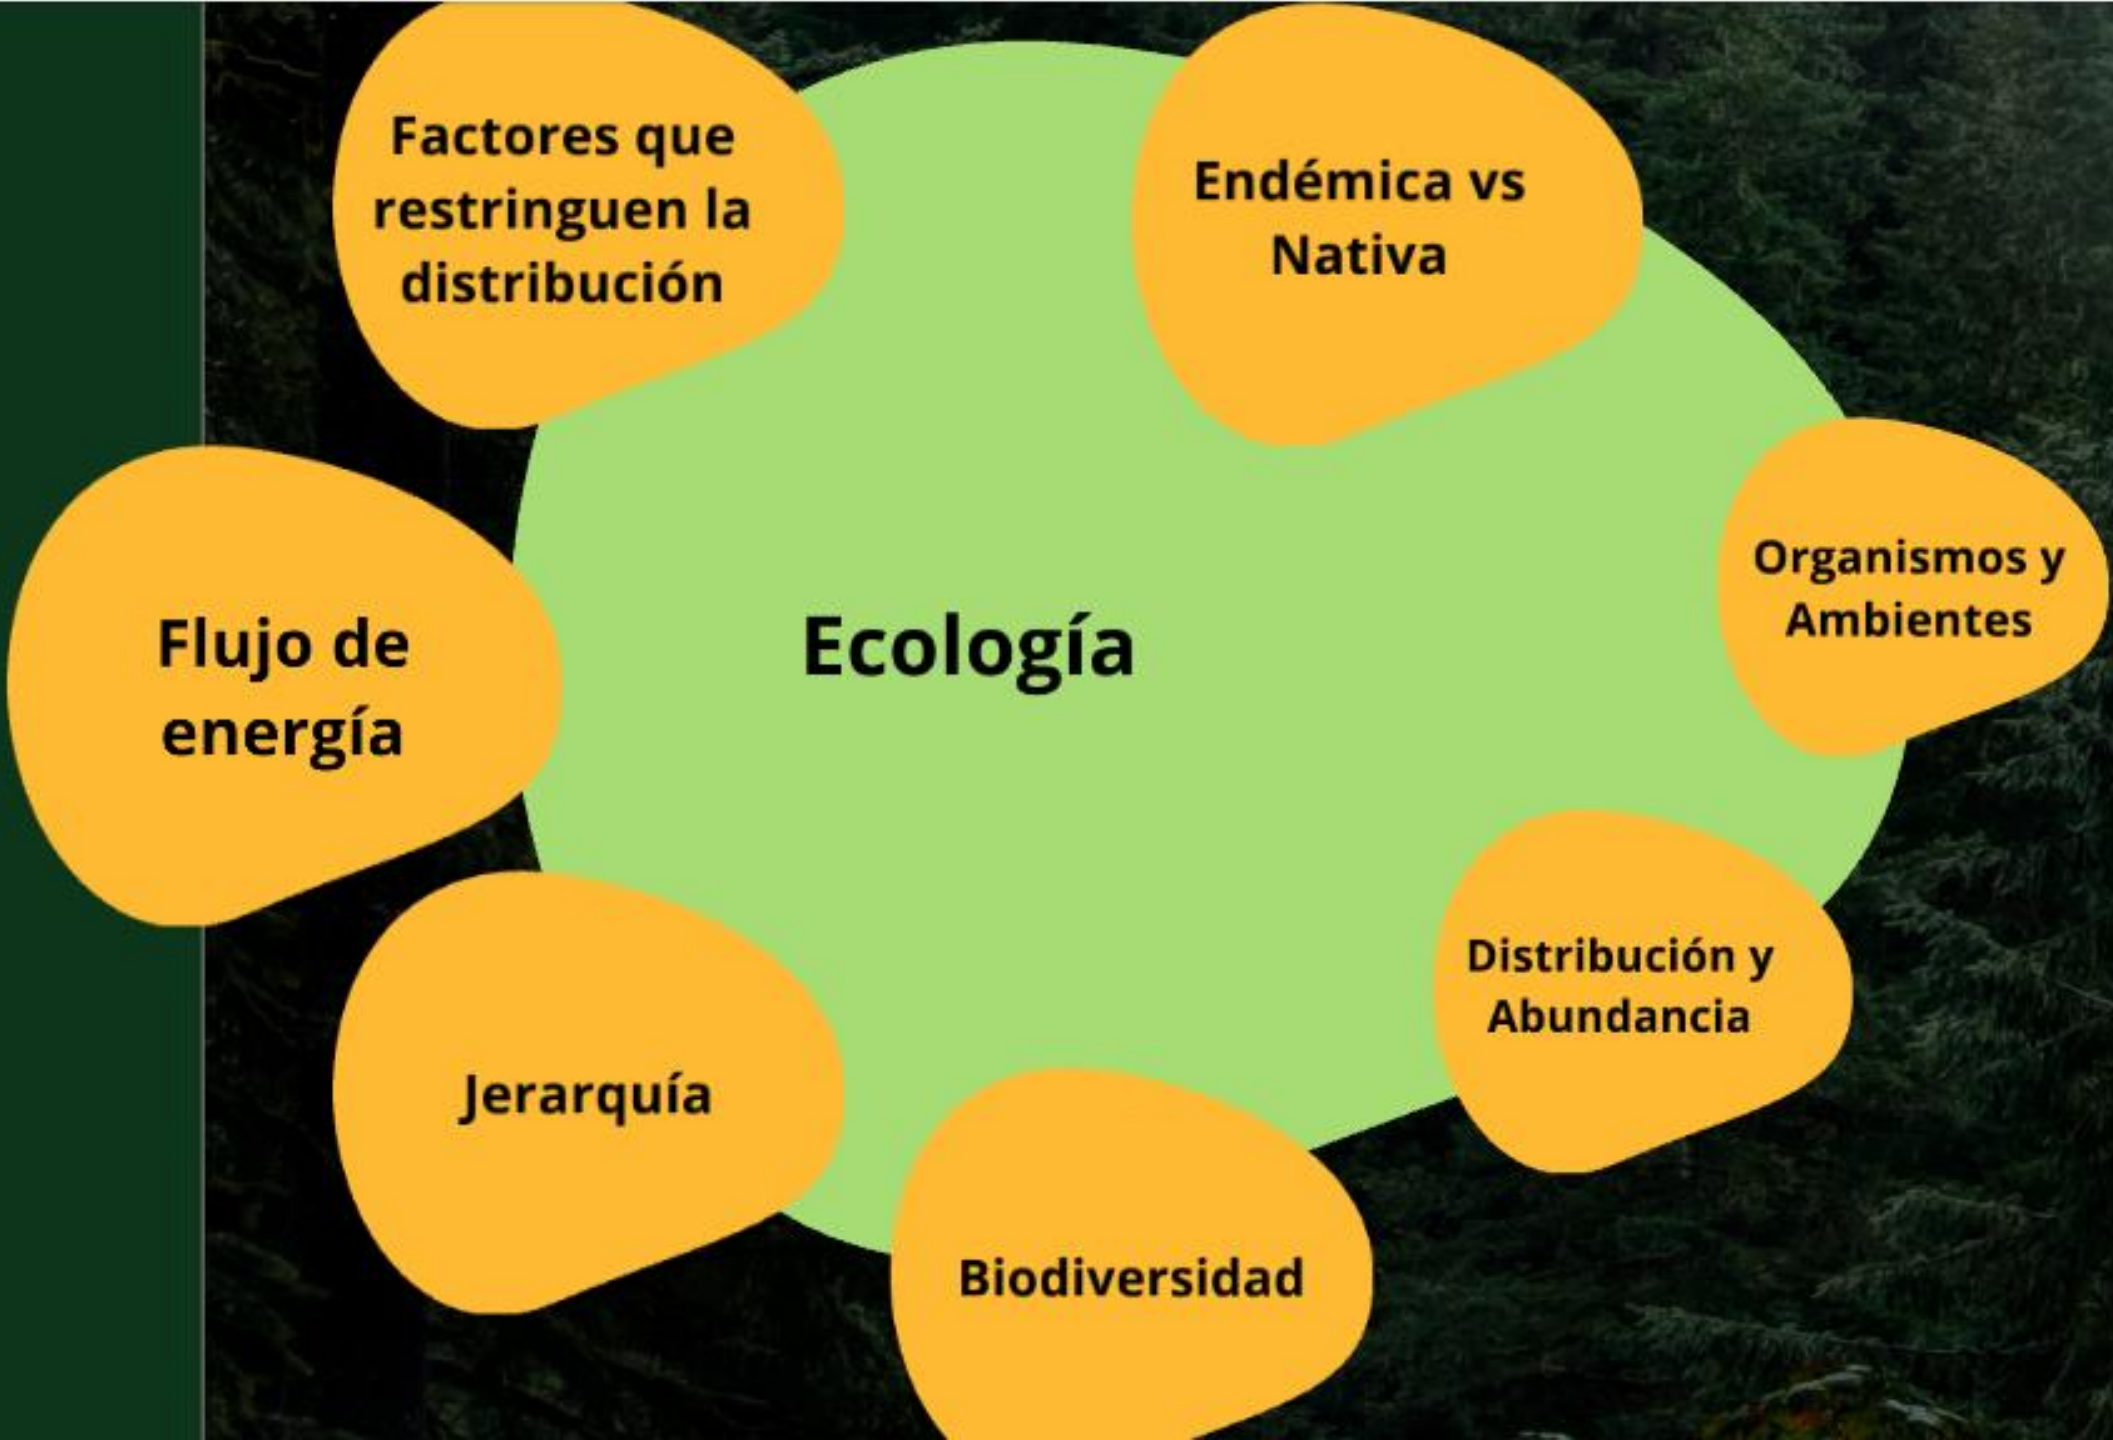 Factores que
restringuen la
distribución
Endémica vs
Nativa
Organismos y
Ambientes
Flujo de
energía
Ecología
Distribución y
Abundancia
Jerarquía
Biodiversidad